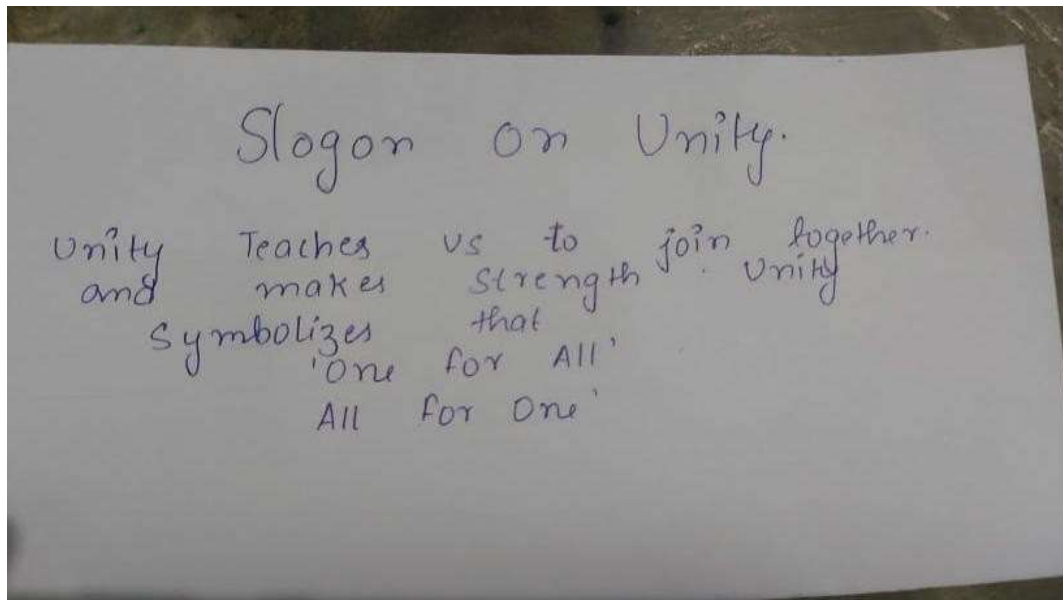 Slogon on Unity.
Unity Teaches us to join together.
and makes strength. Unity
symbolizes that
'One for All'
All for One'